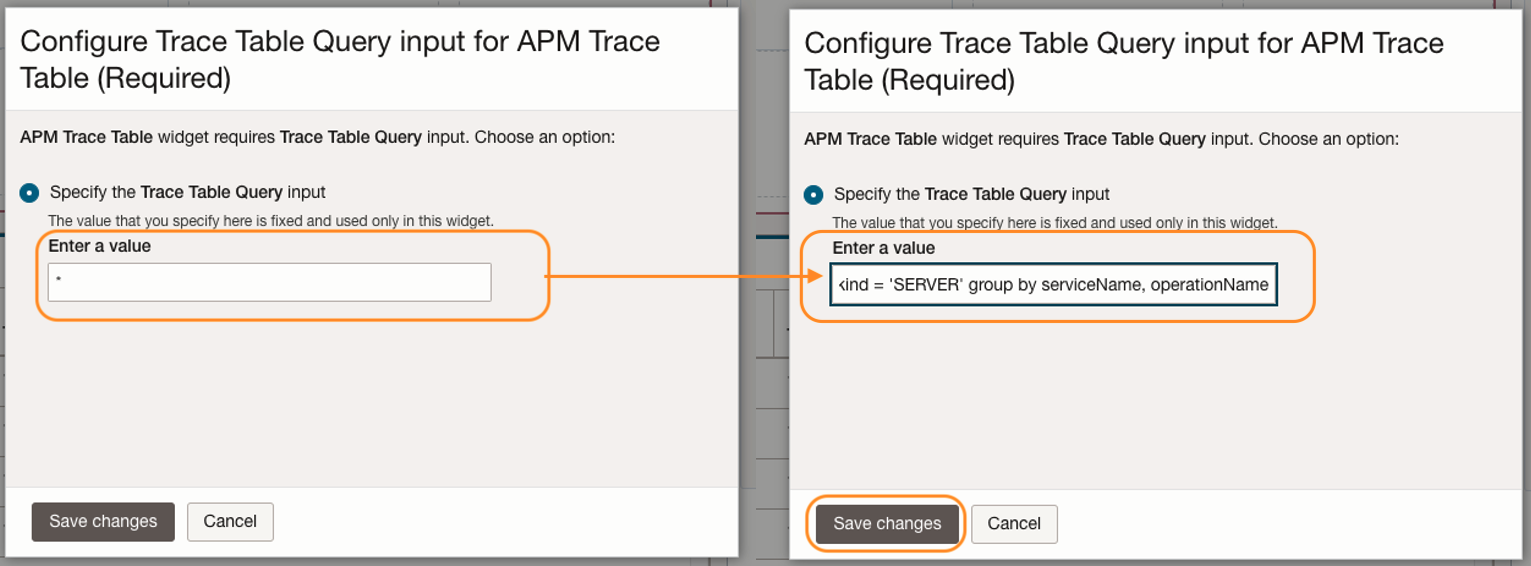 Configure Trace Table Query input for APM Trace
Table (Required)
APM Trace Table widget requires Trace Table Query input. Choose an option:
Specify the Trace Table Query input
The value that you specify here is fixed and used only in this widget.
Enter a value
*
Save changes
Cancel
Configure Trace Table Query input for APM Trace
Table (Required)
APM Trace Table widget requires Trace Table Query input. Choose an option:
Specify the Trace Table Query input
The value that you specify here is fixed and used only in this widget.
Enter a value
kind = 'SERVER' group by serviceName, operationName
Save changes
Cancel